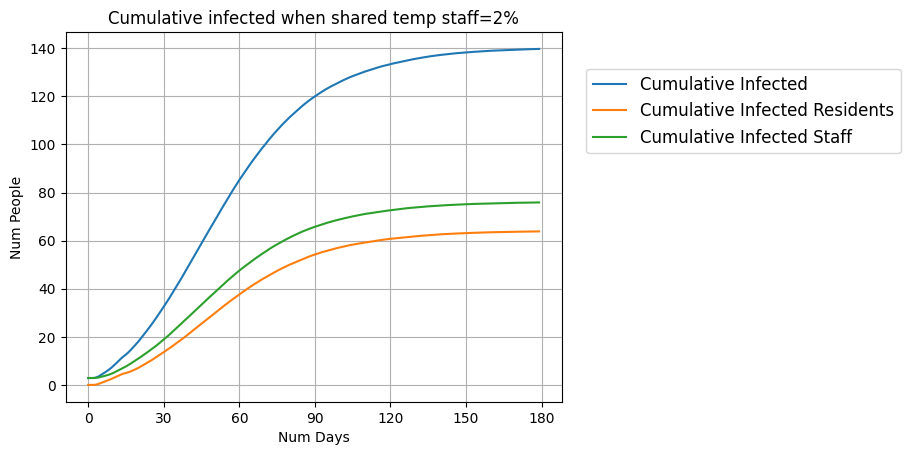 Cumulative infected when shared temp staff=2%
140
120
100
80
60
40
20
0
Num People
0 30 60 90 120 150 180
Num Days
Cumulative Infected
Cumulative Infected Residents
Cumulative Infected Staff